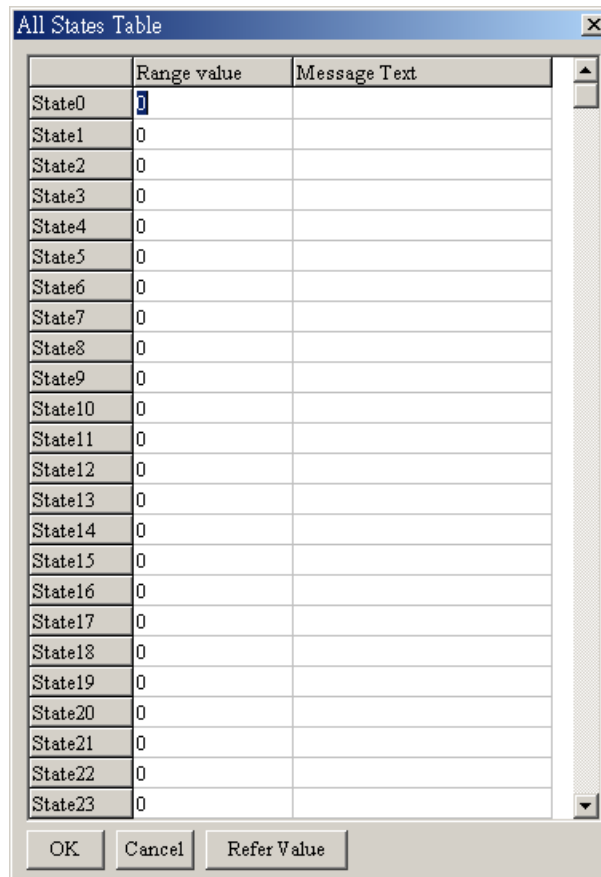 All States Table
Range value Message Text
State0 0
State1 0
State2 0
State3 0
State4 0
State5 0
State6 0
State7 0
State8 0
State9 0
State10 0
State11 0
State12 0
State13 0
State14 0
State15 0
State16 0
State17 0
State18 0
State19 0
State20 0
State21 0
State22 0
State23 0
OK Cancel Refer Value